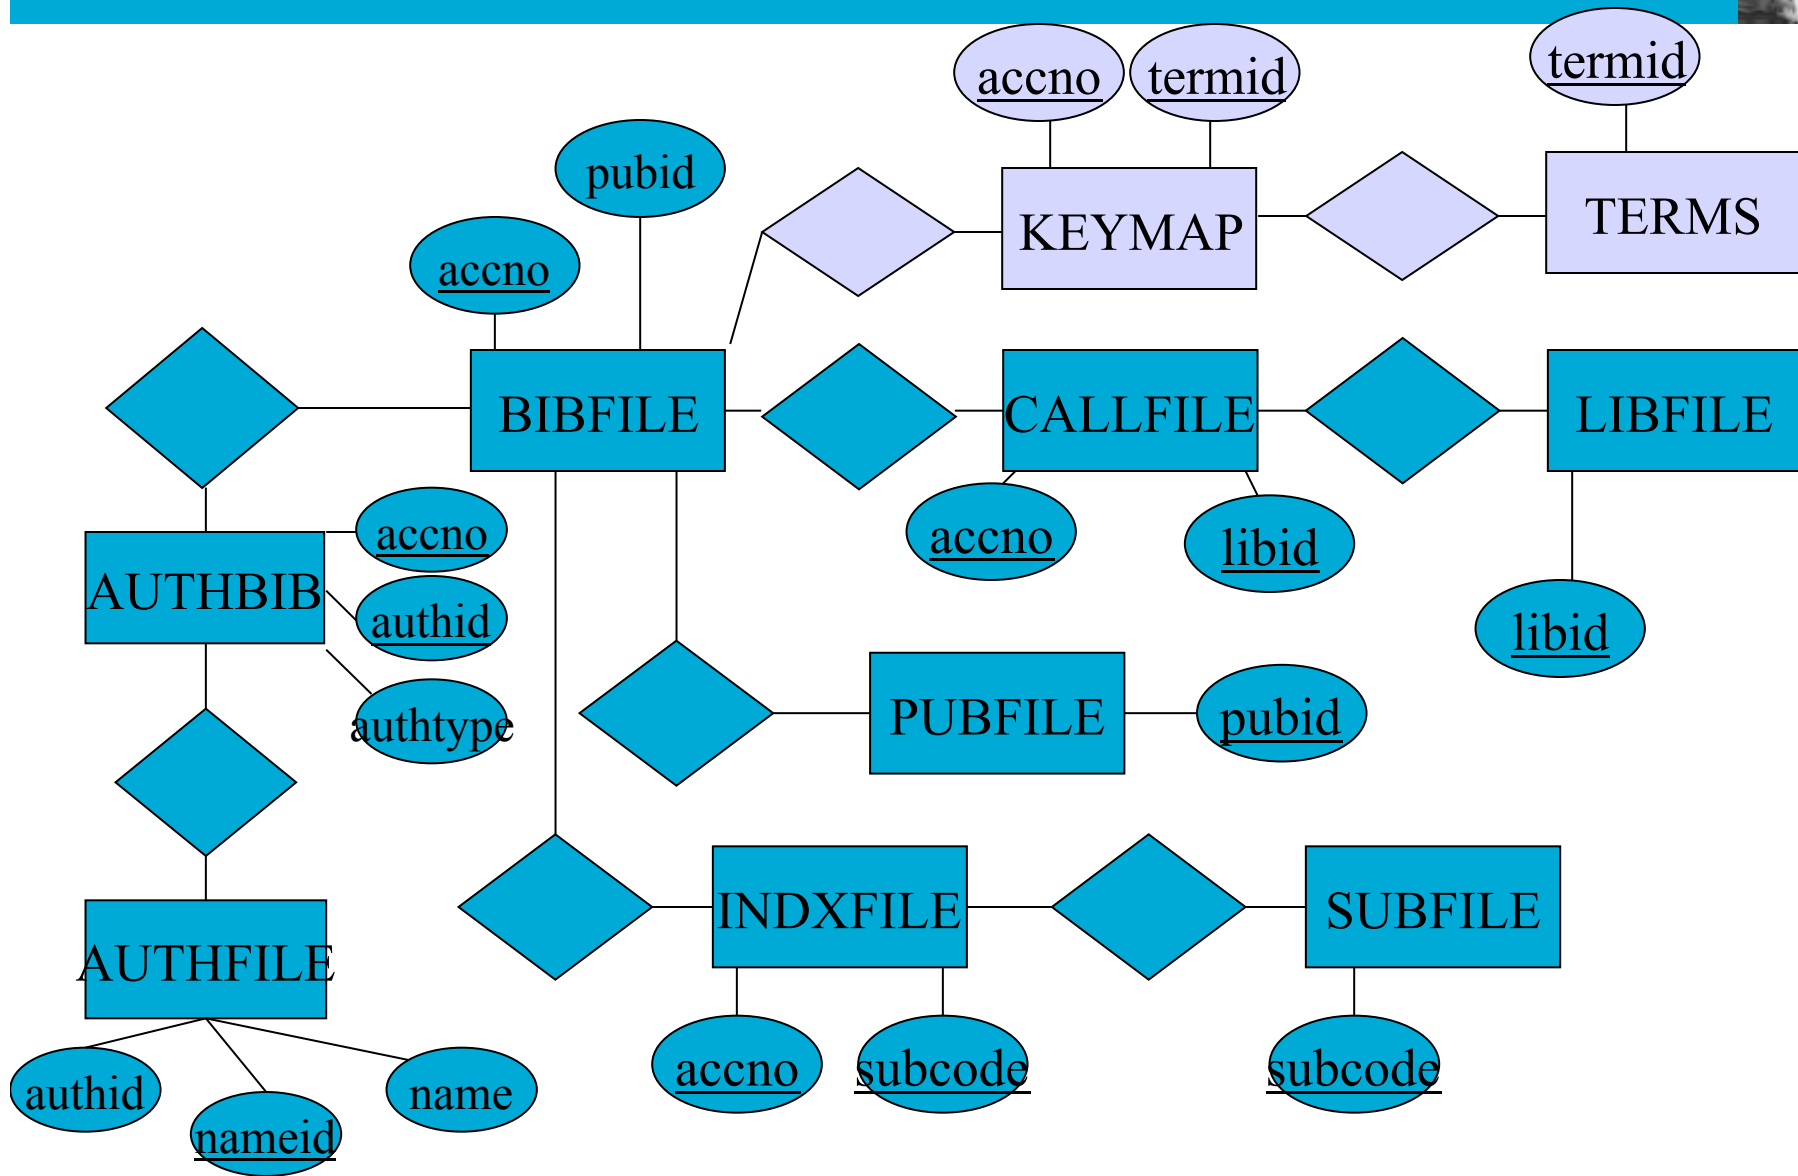 accno
termid
termid
pubid
accno
KEYMAP
TERMS
BIBFILE
CALLFILE
LIBFILE
accno
accno
libid
AUTHBIB
authid
libid
authtype
PUBFILE
pubid
INDXFILE
SUBFILE
AUTHFILE
accno
subcode
subcode
authid
name
nameid